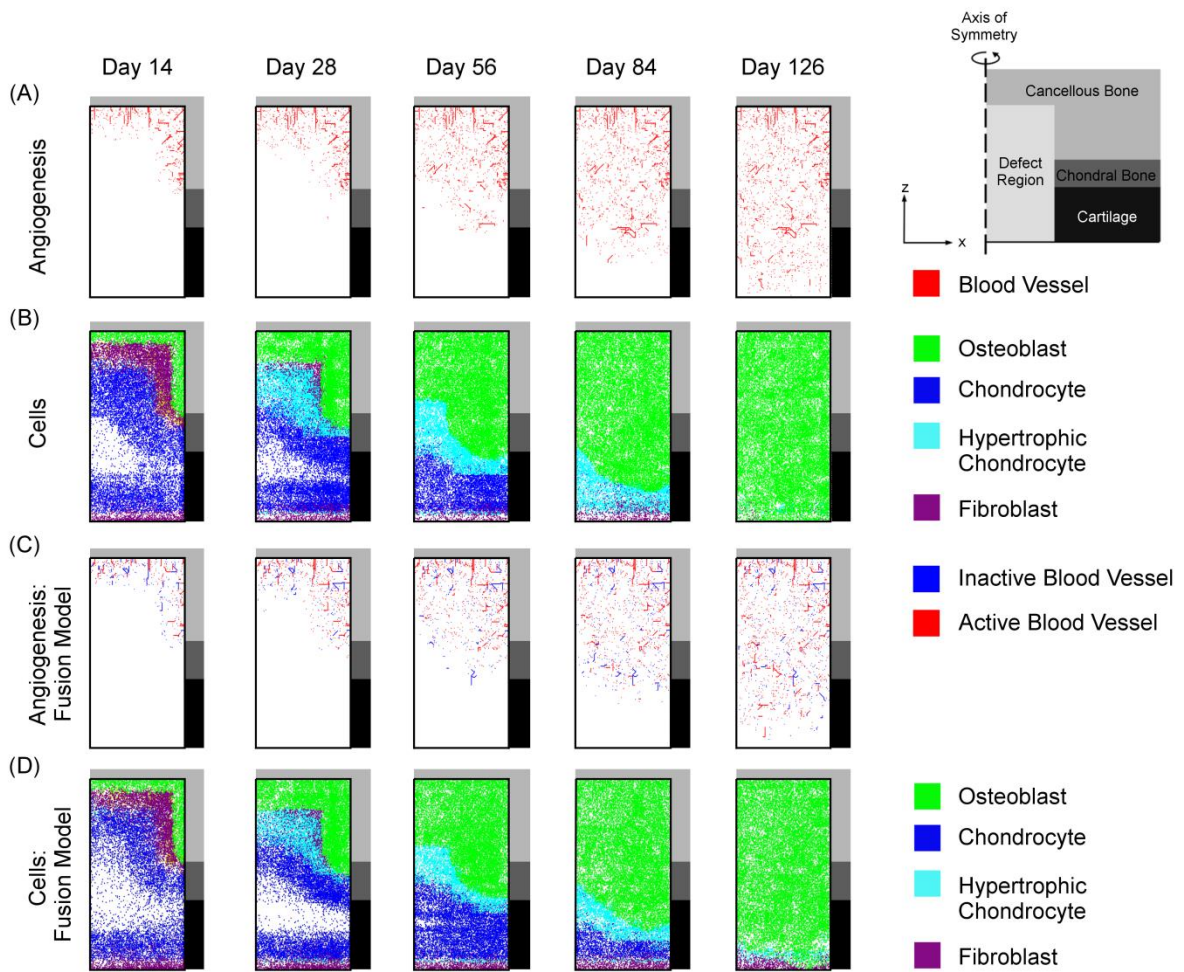 Day 14
Day 28
Day 56
Day 84
Day 126
Axis of
Symmetry
Cancellous Bone
Defect
Region
Chondral Bone
Cartilage
z
x
(A)
Angiogenesis
Blood Vessel
(B)
Cells
Osteoblast
Chondrocyte
Hypertrophic
Chondrocyte
Fibroblast
(C)
Angiogenesis:
Fusion Model
Inactive Blood Vessel
Active Blood Vessel
(D)
Cells:
Fusion Model
Osteoblast
Chondrocyte
Hypertrophic
Chondrocyte
Fibroblast